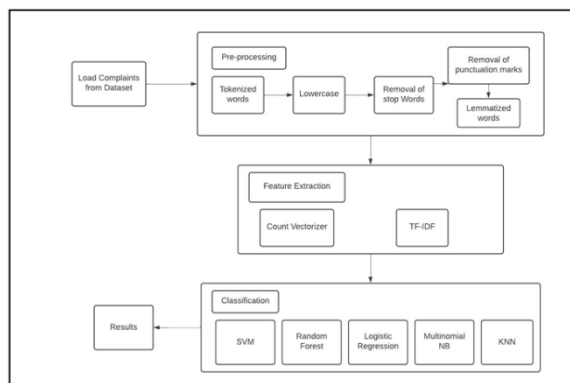 Load Complaints
from Dataset
Pre-processing
Tokenized
words
Lowercase
Removal of
stop Words
Removal of
punctuation marks
Lemmatized
words
Feature Extraction
Count Vectorizer
TF-IDF
Classification
SVM
Random
Forest
Logistic
Regression
Multinomial
NB
KNN
Results